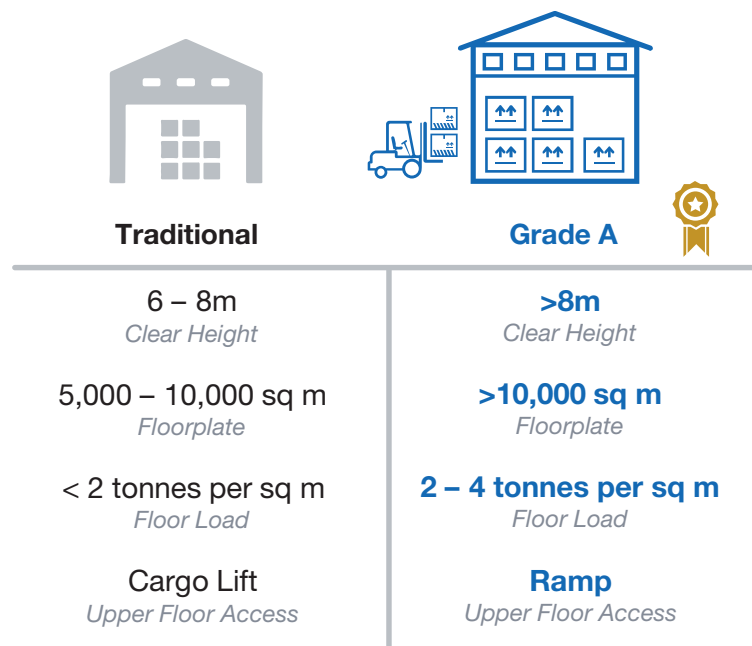 Traditional
Grade A
6 – 8m
Clear Height
>8m
Clear Height
5,000 – 10,000 sq m
Floorplate
>10,000 sq m
Floorplate
< 2 tonnes per sq m
Floor Load
2 – 4 tonnes per sq m
Floor Load
Cargo Lift
Upper Floor Access
Ramp
Upper Floor Access